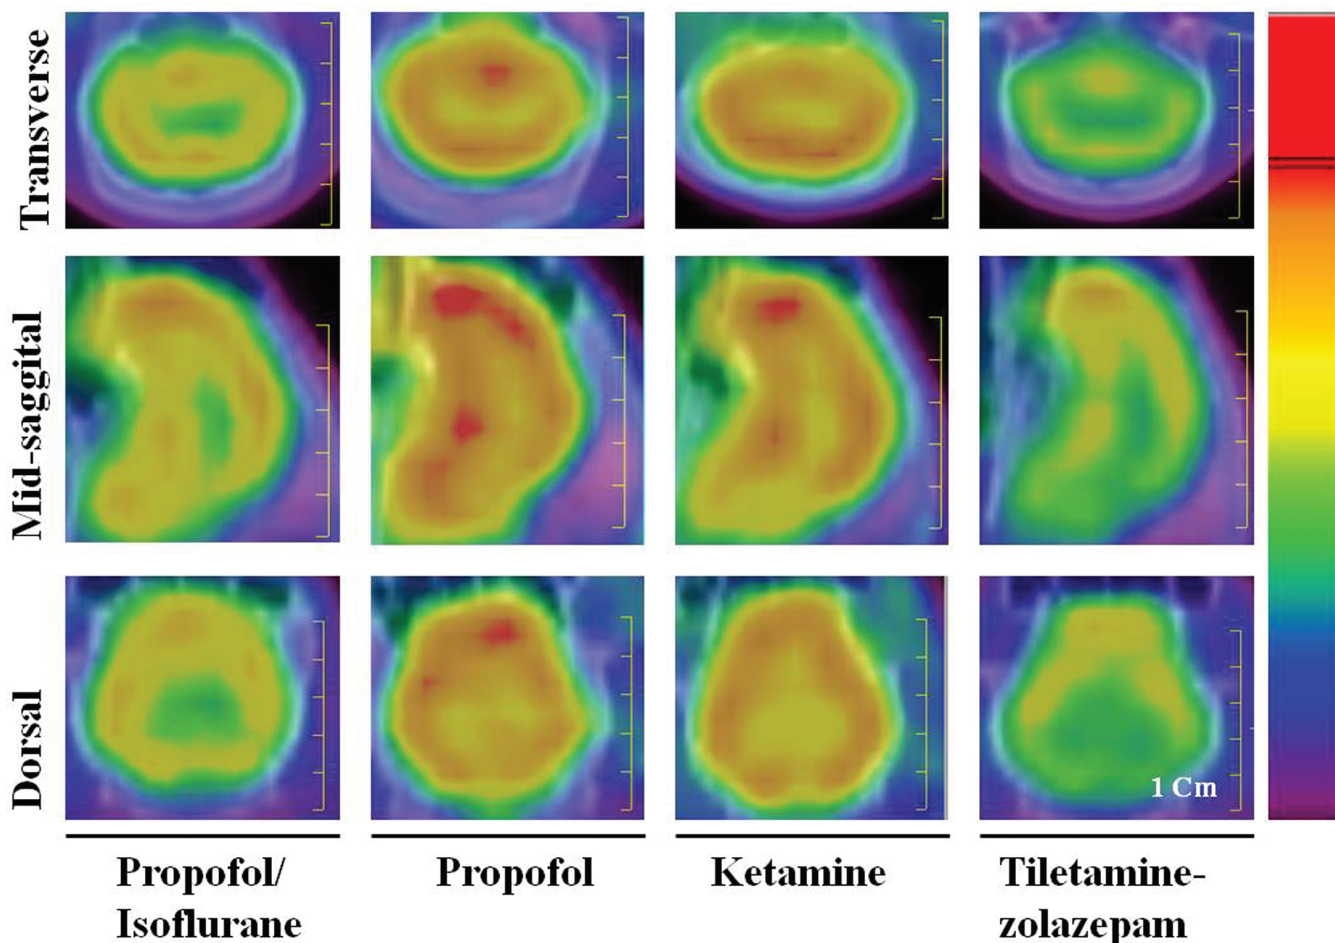 Transverse
Mid-saggital
Dorsal
1 Cm
Propofol/
Isoflurane
Propofol
Ketamine
Tiletamine-
zolazepam